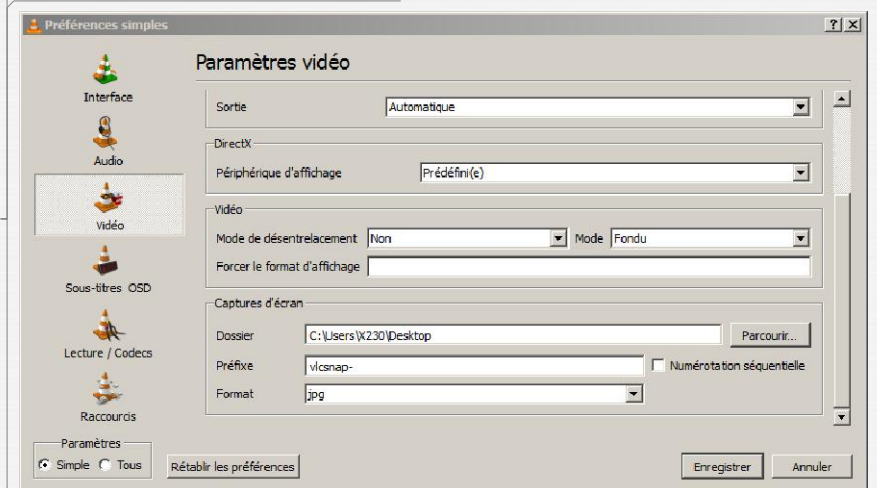 Préférences simples
Paramètres vidéo
Interface
Audio
Vidéo
Sous-titres OSD
Lecture / Codecs
Raccourcis
Sortie Automatique
DirectX
Périphérique d'affichage Prédéfini(e)
Vidéo
Mode de désentrelacement Non Mode Fondu
Forcer le format d'affichage
Captures d'écran
Dossier C:\Users\X230\Desktop Parcourir...
Préfixe vlcsnap- Numérotation séquentielle
Format jpg
Paramètres
Simple Tous
Rétablir les préférences
Enregistrer
Annuler